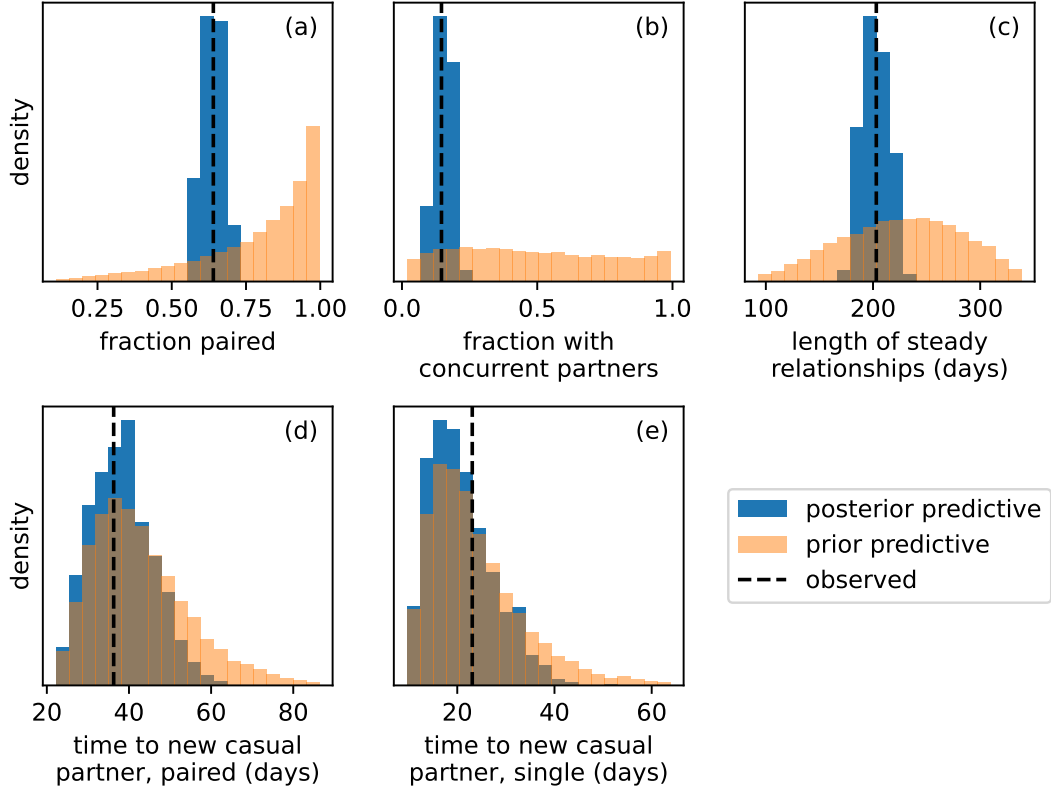 (a)
density
0.25
0.50
0.75
1.00
fraction paired
(b)
0.0
0.5
1.0
fraction with
concurrent partners
(c)
100
200
300
length of steady
relationships (days)
(d)
density
20
40
60
80
time to new casual
partner, paired (days)
(e)
20
40
60
time to new casual
partner, single (days)
posterior predictive
prior predictive
observed